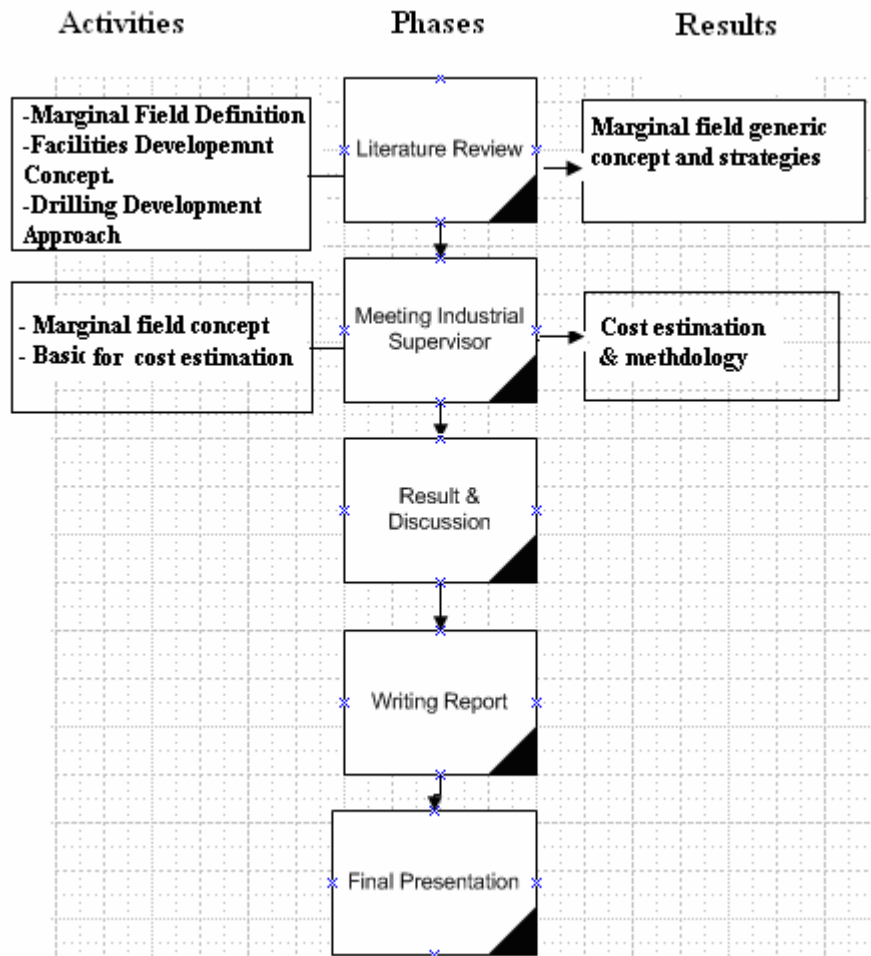 Activities Phases Results
-Marginal Field Definition
-Facilities Developemnt
Concept.
-Drilling Development
Approach
Literature Review
Marginal field generic
concept and strategies
- Marginal field concept
- Basic for cost estimation
Meeting Industrial
Supervisor
Cost estimation
& methdology
Result &
Discussion
Writing Report
Final Presentation